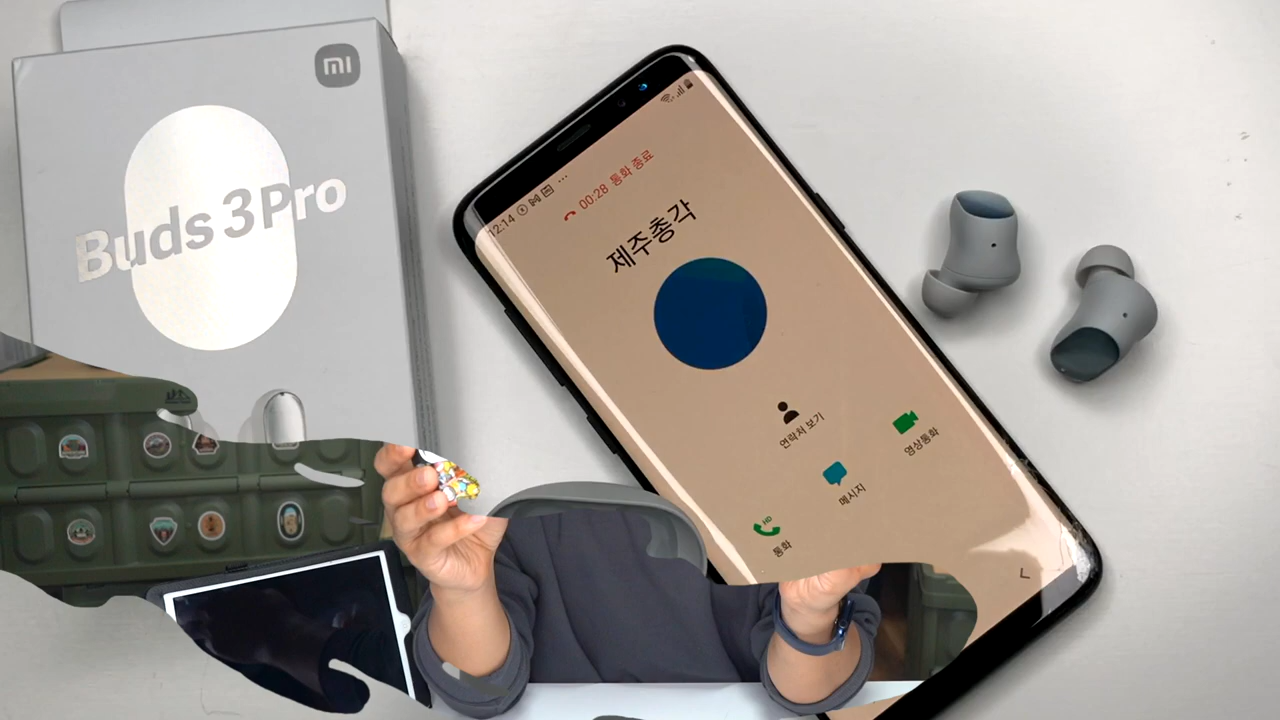 mi
Buds 3 Pro
12:14
00:28 통화 종료
제주총각
연락처 보기
영상통화
메시지
HD
통화